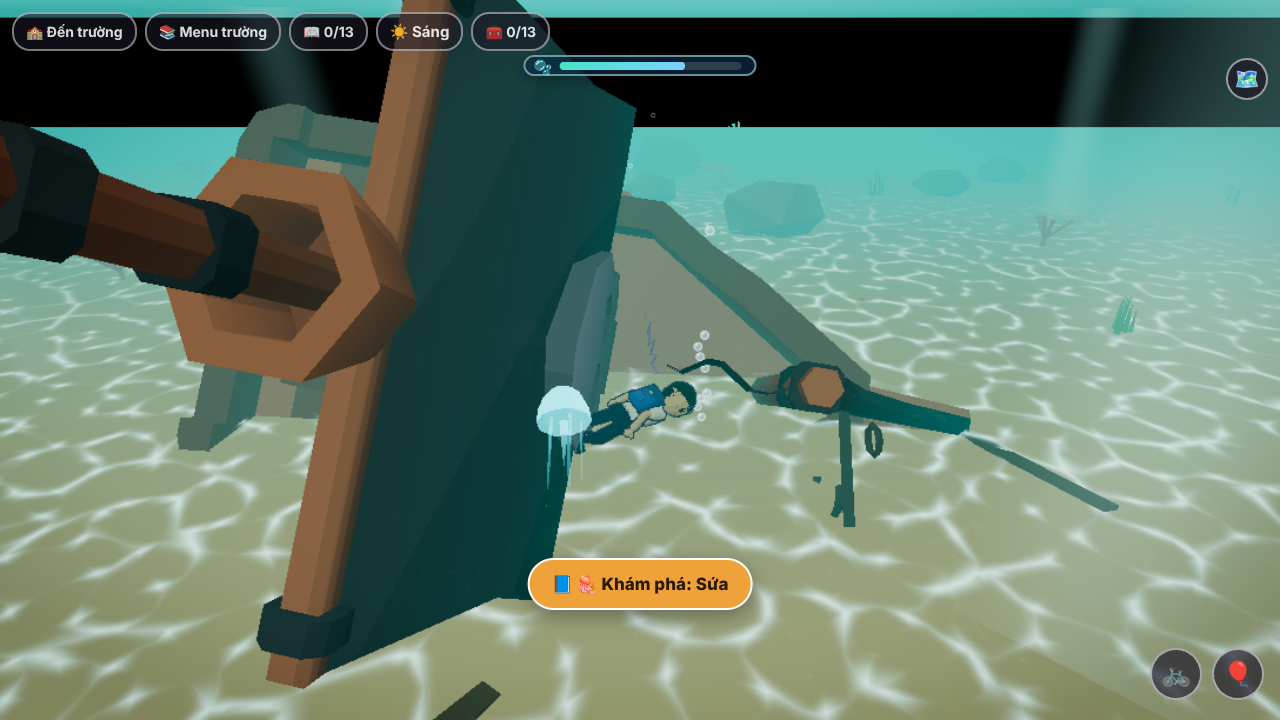 Đến trường
Menu trường
0/13
Sáng
0/13
Khám phá: Sứa